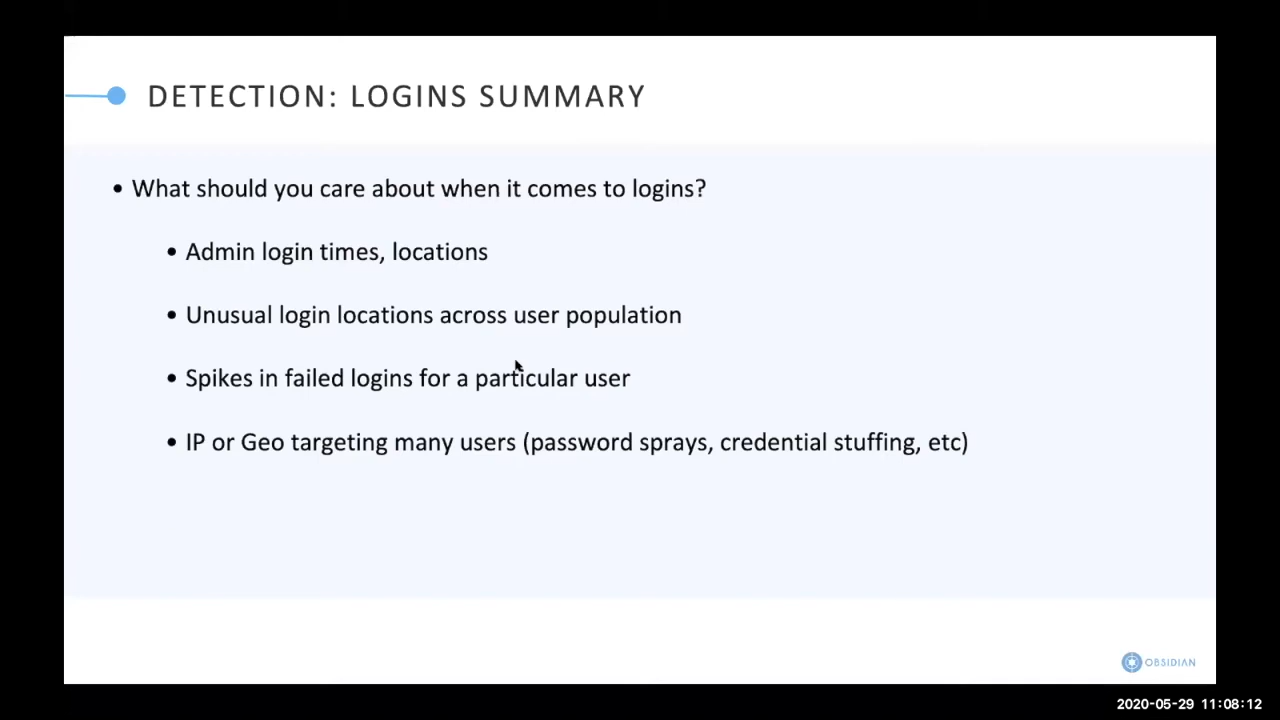 DETECTION: LOGINS SUMMARY
• What should you care about when it comes to logins?
• Admin login times, locations
• Unusual login locations across user population
• Spikes in failed logins for a particular user
• IP or Geo targeting many users (password sprays, credential stuffing, etc)
OBSIDIAN
2020-05-29 11:08:12